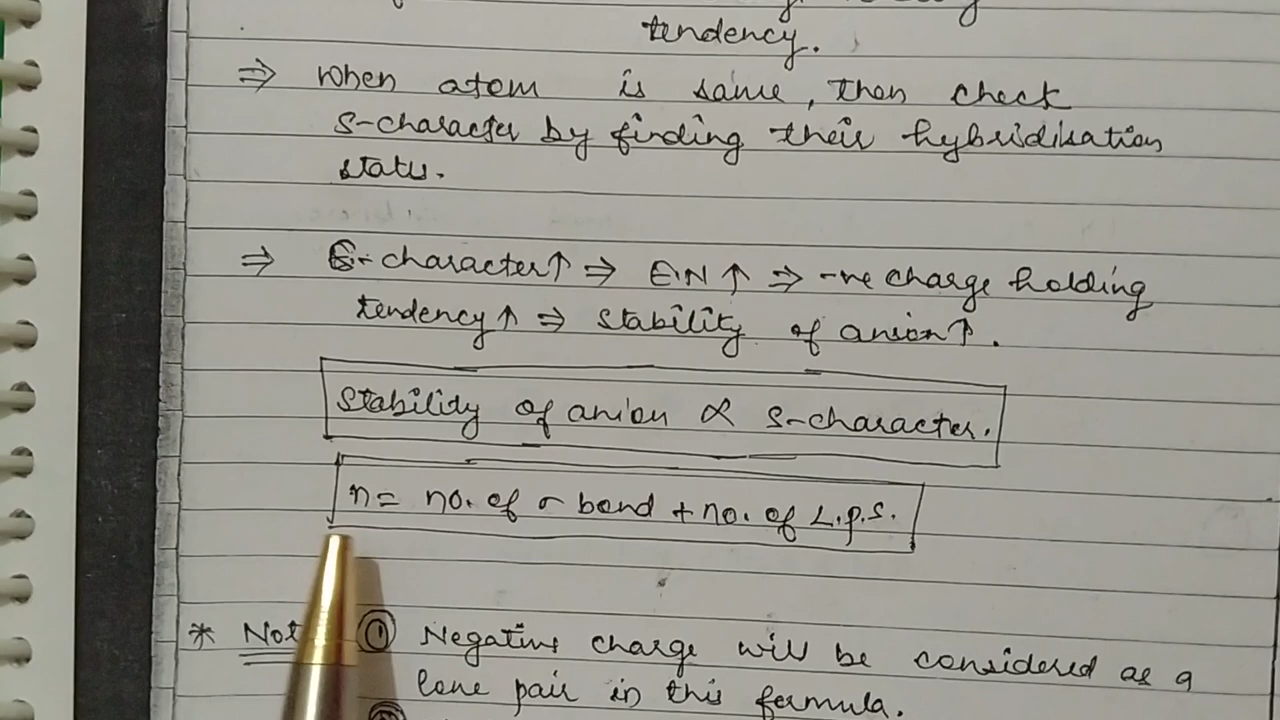 tendency.
⇒ When atom is same, then check
s-character by finding their hybridisation
state.
⇒ S-character↑ ⇒ EN↑ ⇒ -ve charge holding
tendency↑ ⇒ stability of anion↑.
Stability of anion ∝ s-character.
n = no. of σ bond + no. of L.p.s.
* Not ① Negative charge will be considered as a
lone pair in this formula.